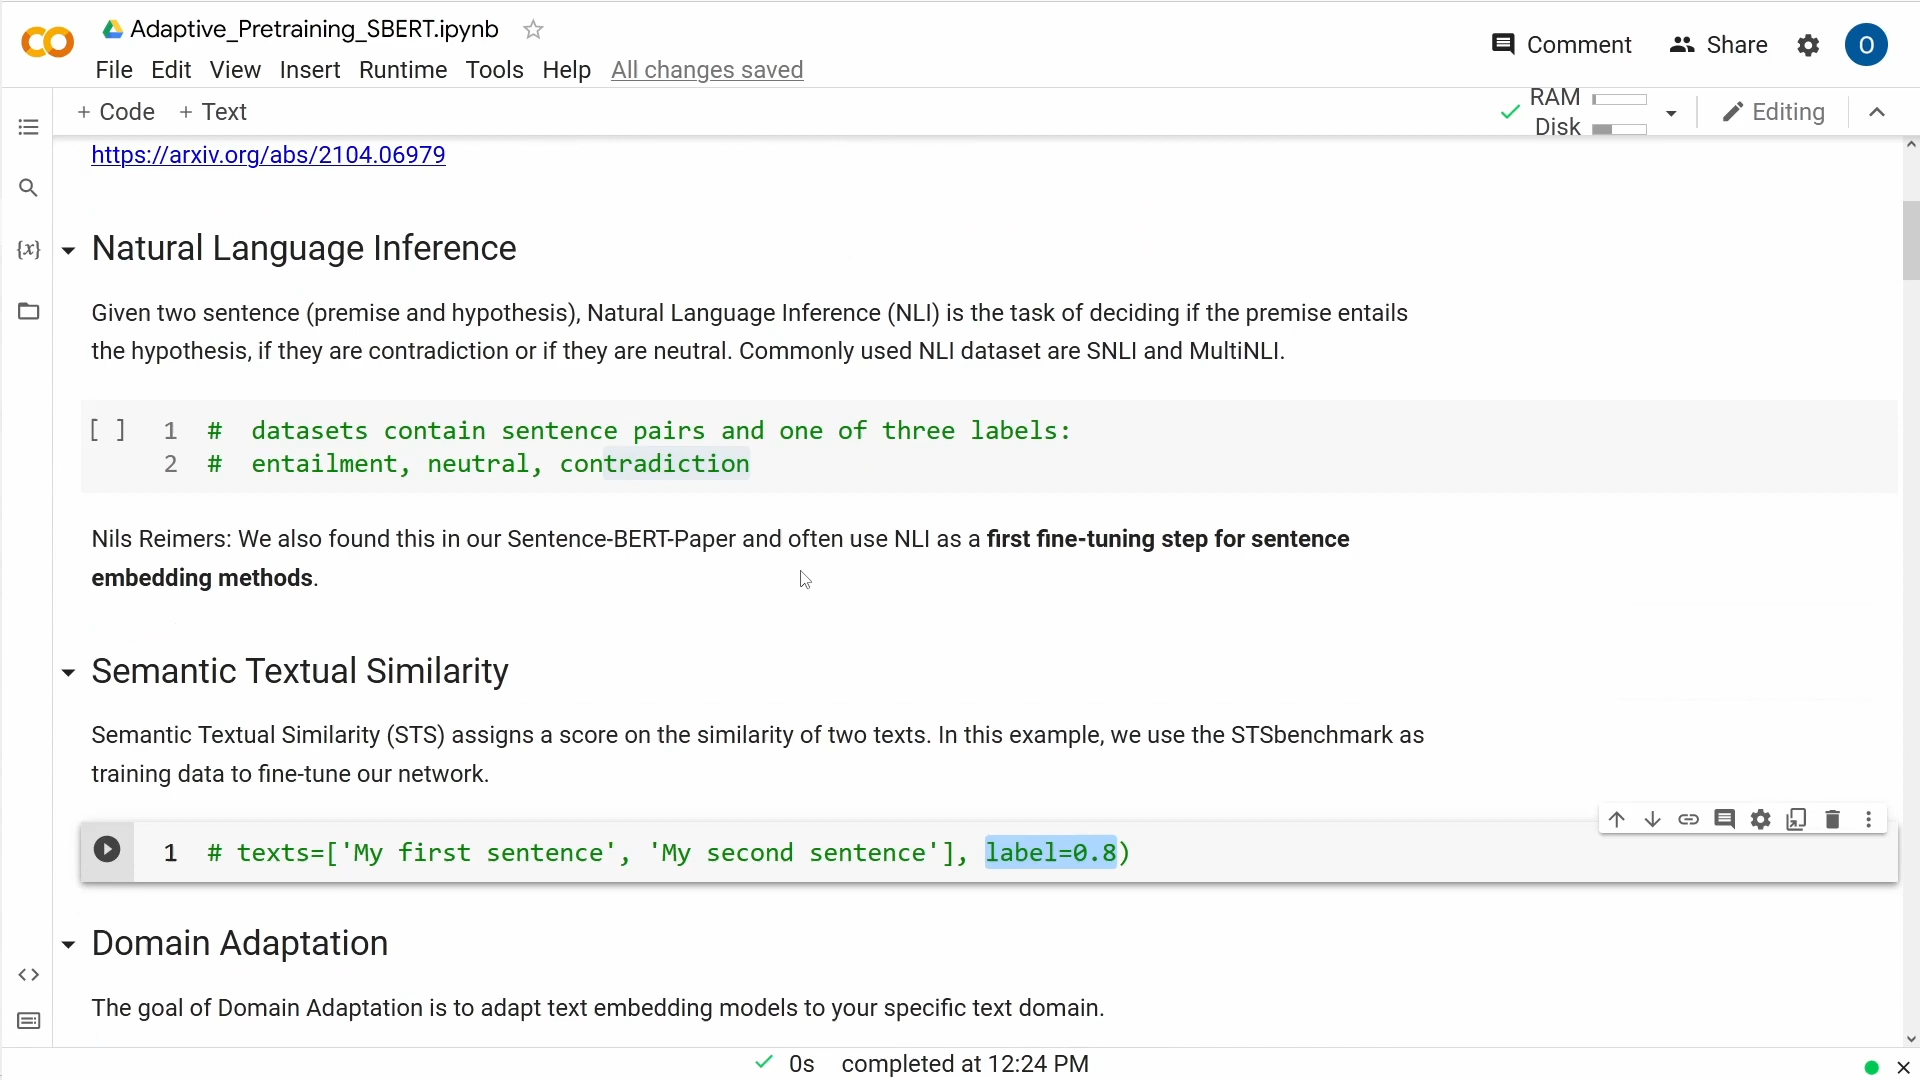 Adaptive_Pretraining_SBERT.ipynb
File Edit View Insert Runtime Tools Help All changes saved
Comment Share O
+ Code + Text
RAM
Disk
Editing
https://arxiv.org/abs/2104.06979
{x}
Natural Language Inference
Given two sentence (premise and hypothesis), Natural Language Inference (NLI) is the task of deciding if the premise entails
the hypothesis, if they are contradiction or if they are neutral. Commonly used NLI dataset are SNLI and MultiNLI.
[ ] 1 # datasets contain sentence pairs and one of three labels:
2 # entailment, neutral, contradiction
Nils Reimers: We also found this in our Sentence-BERT-Paper and often use NLI as a first fine-tuning step for sentence
embedding methods.
Semantic Textual Similarity
Semantic Textual Similarity (STS) assigns a score on the similarity of two texts. In this example, we use the STSbenchmark as
training data to fine-tune our network.
1 # texts=['My first sentence', 'My second sentence'], label=0.8)
Domain Adaptation
The goal of Domain Adaptation is to adapt text embedding models to your specific text domain.
0s completed at 12:24 PM